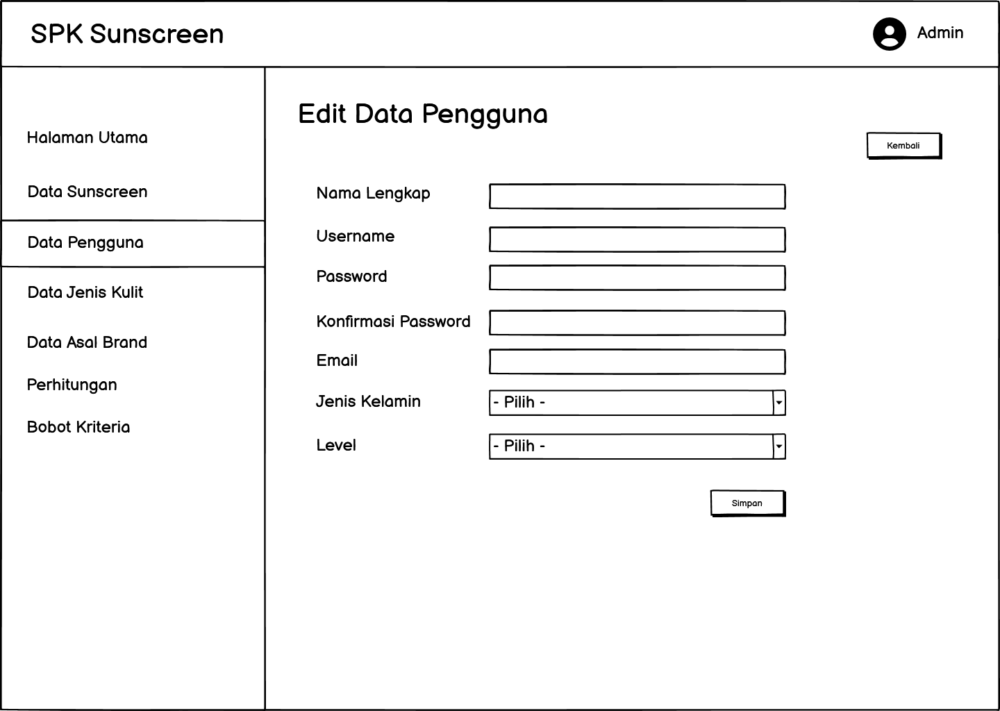 SPK Sunscreen
Admin
Halaman Utama
Data Sunscreen
Data Pengguna
Data Jenis Kulit
Data Asal Brand
Perhitungan
Bobot Kriteria
Edit Data Pengguna
Kembali
Nama Lengkap
Username
Password
Konfirmasi Password
Email
Jenis Kelamin
- Pilih -
Level
- Pilih -
Simpan